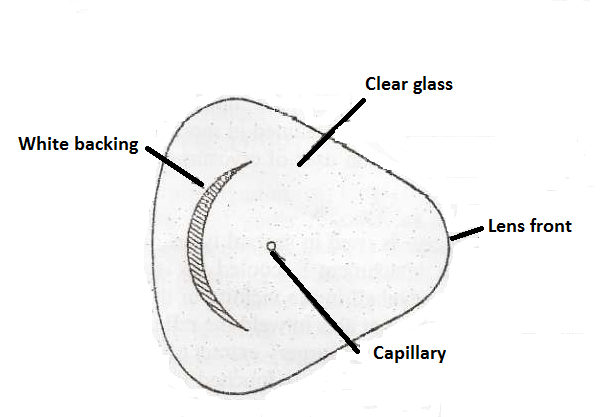 Clear glass
White backing
Lens front
Capillary